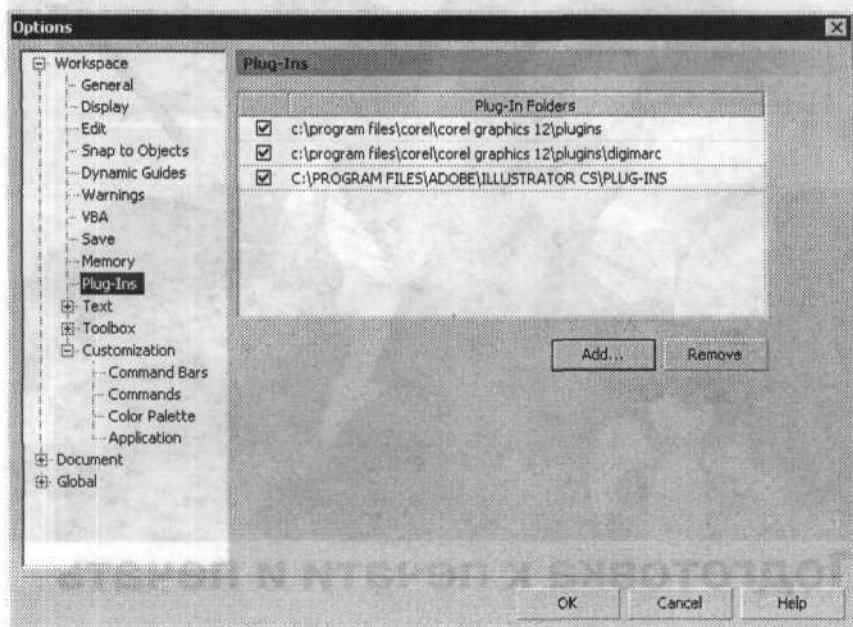 Options
Workspace
General
Display
Edit
Snap to Objects
Dynamic Guides
Warnings
VBA
Save
Memory
Plug-Ins
Text
Toolbox
Customization
Command Bars
Commands
Color Palette
Application
Document
Global
Plug-Ins
Plug-In Folders
c:\program files\corel\corel graphics 12\plugins
c:\program files\corel\corel graphics 12\plugins\digimarc
C:\PROGRAM FILES\ADOBE\ILLUSTRATOR CS\PLUG-INS
Add...
Remove
Подготовка к печати и печать
OK
Cancel
Help